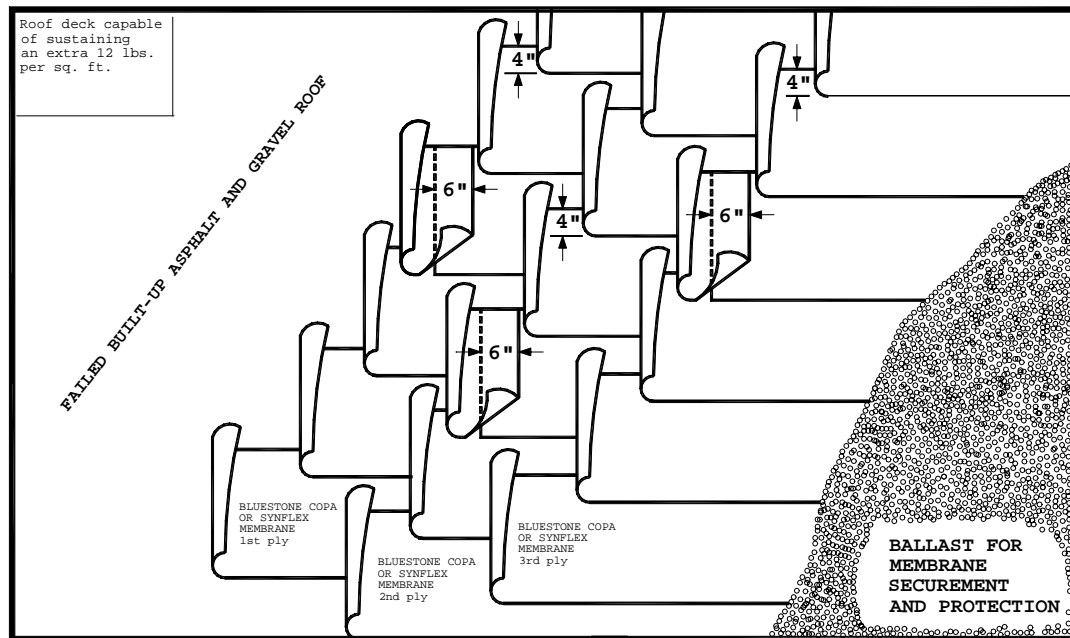 Roof deck capable
of sustaining
an extra 12 lbs.
per sq. ft.
FAILED BUILT-UP ASPHALT AND GRAVEL ROOF
4"
4"
6"
4"
6"
6"
BLUESTONE COPA
OR SYNFLEX
MEMBRANE
1st ply
BLUESTONE COPA
OR SYNFLEX
MEMBRANE
2nd ply
BLUESTONE COPA
OR SYNFLEX
MEMBRANE
3rd ply
BALLAST FOR
MEMBRANE
SECUREMENT
AND PROTECTION